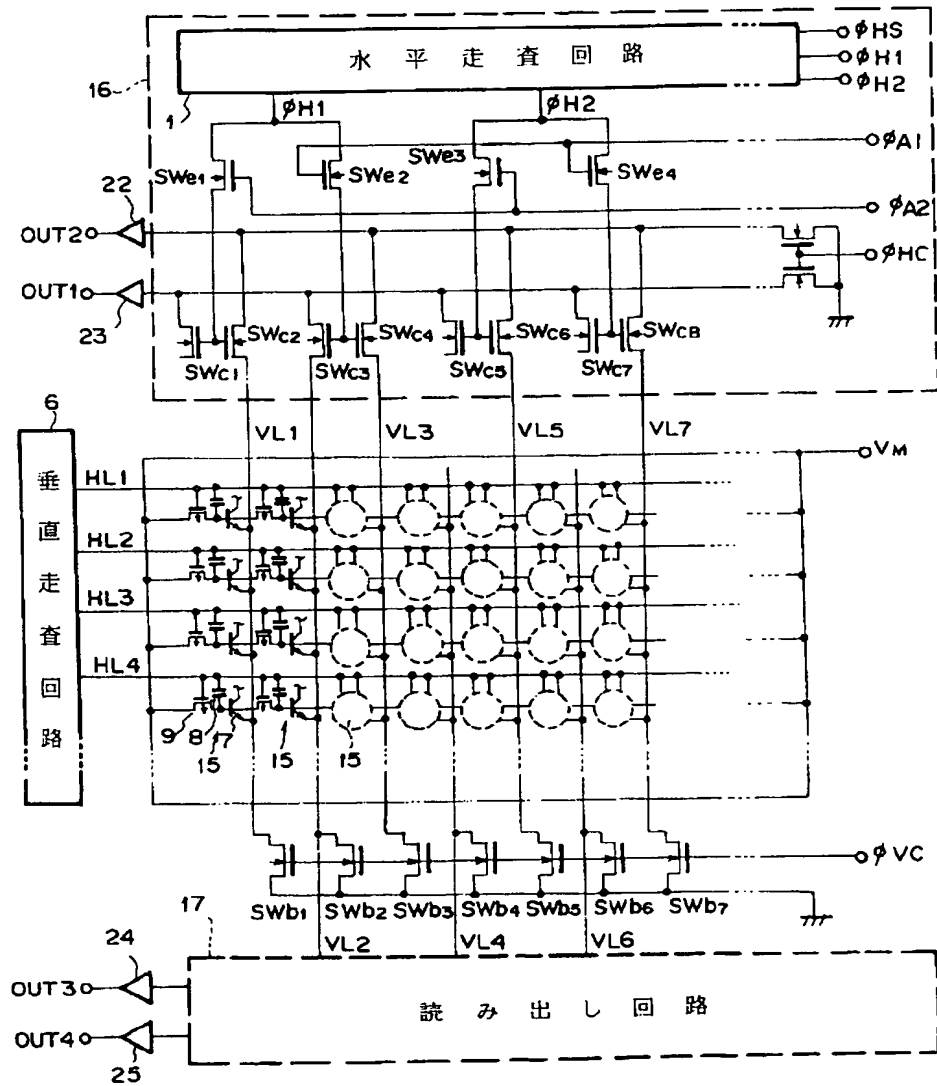 水平走査回路
φHS
φH1
φH2
16
1
φH1
φH2
φA1
SWe1
SWe2
SWe3
SWe4
φA2
22
OUT2
φHC
OUT1
23
SWc1
SWc2
SWc3
SWc4
SWc5
SWc6
SWc7
SWc8
6
VL1
VL3
VL5
VL7
VM
垂直走査回路
HL1
HL2
HL3
HL4
9
8
7
15
15
15
φVC
SWb1
SWb2
SWb3
SWb4
SWb5
SWb6
SWb7
17
VL2
VL4
VL6
24
OUT3
読み出し回路
OUT4
25